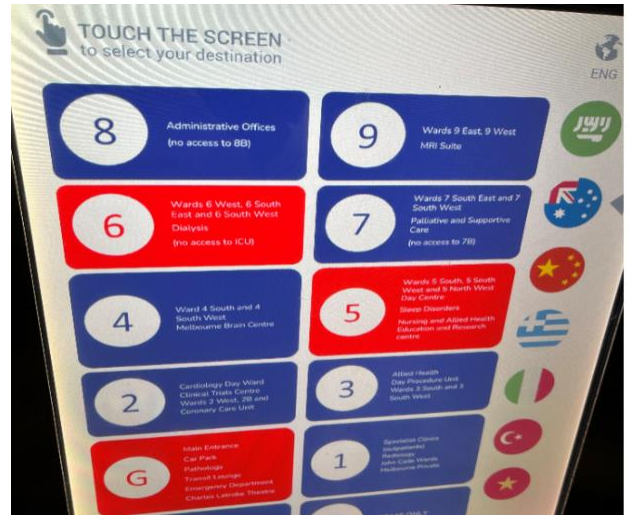 TOUCH THE SCREEN
to select your destination
ENG
8
Administrative Offices
(no access to 8B)
9
Wards 9 East, 9 West
MRI Suite
6
Wards 6 West, 6 South
East and 6 South West
Dialysis
(no access to ICU)
7
Wards 7 South East and 7
South West
Palliative and Supportive
Care
(no access to 7B)
4
Ward 4 South and 4
South West
Melbourne Brain Centre
5
Wards 5 South, 5 South
West and 5 North West
Day Centre
Sleep Disorders
Nursing and Allied Health
Education and Research
centre
2
Cardiology Day Ward
Clinical Trials Centre
Wards 2 West, 2B and
Coronary Care Unit
3
Allied Health
Day Procedure Unit
Wards 3 South and 3
South West
G
Main Entrance
Car Park
Pathology
Transit Lounge
Emergency Department
Charles Latrobe Theatre
1
Specialist Clinics
(outpatients)
Radiology
John Cade Wards
Melbourne Private